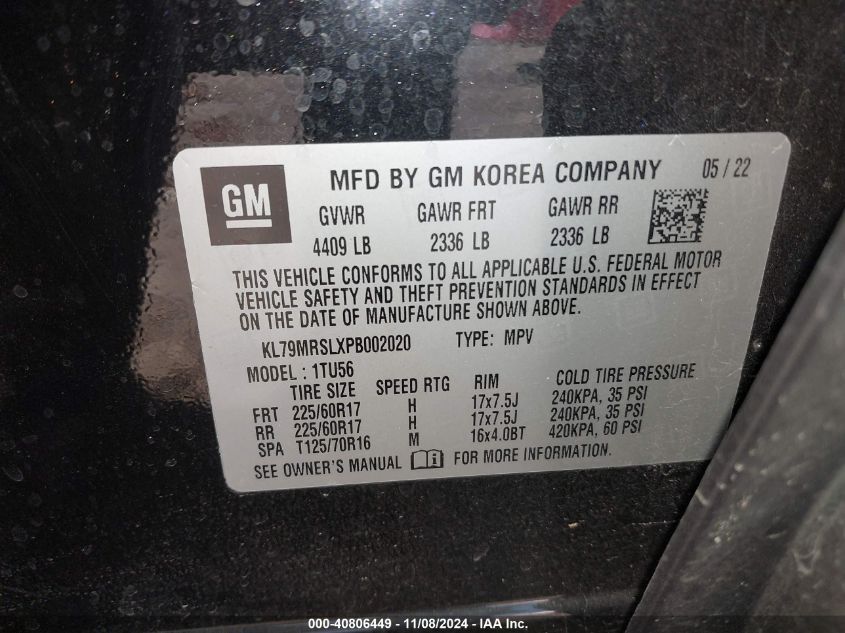 GM
MFD BY GM KOREA COMPANY 05 / 22
GVWR GAWR FRT GAWR RR
4409 LB 2336 LB 2336 LB
THIS VEHICLE CONFORMS TO ALL APPLICABLE U.S. FEDERAL MOTOR
VEHICLE SAFETY AND THEFT PREVENTION STANDARDS IN EFFECT
ON THE DATE OF MANUFACTURE SHOWN ABOVE.
KL79MRSLXPB002020 TYPE: MPV
MODEL : 1TU56
TIRE SIZE SPEED RTG RIM COLD TIRE PRESSURE
FRT 225/60R17 H 17x7.5J 240KPA, 35 PSI
RR 225/60R17 H 17x7.5J 240KPA, 35 PSI
SPA T125/70R16 M 16x4.0BT 420KPA, 60 PSI
SEE OWNER'S MANUAL FOR MORE INFORMATION.
000-40806449 - 11/08/2024 - IAA Inc.